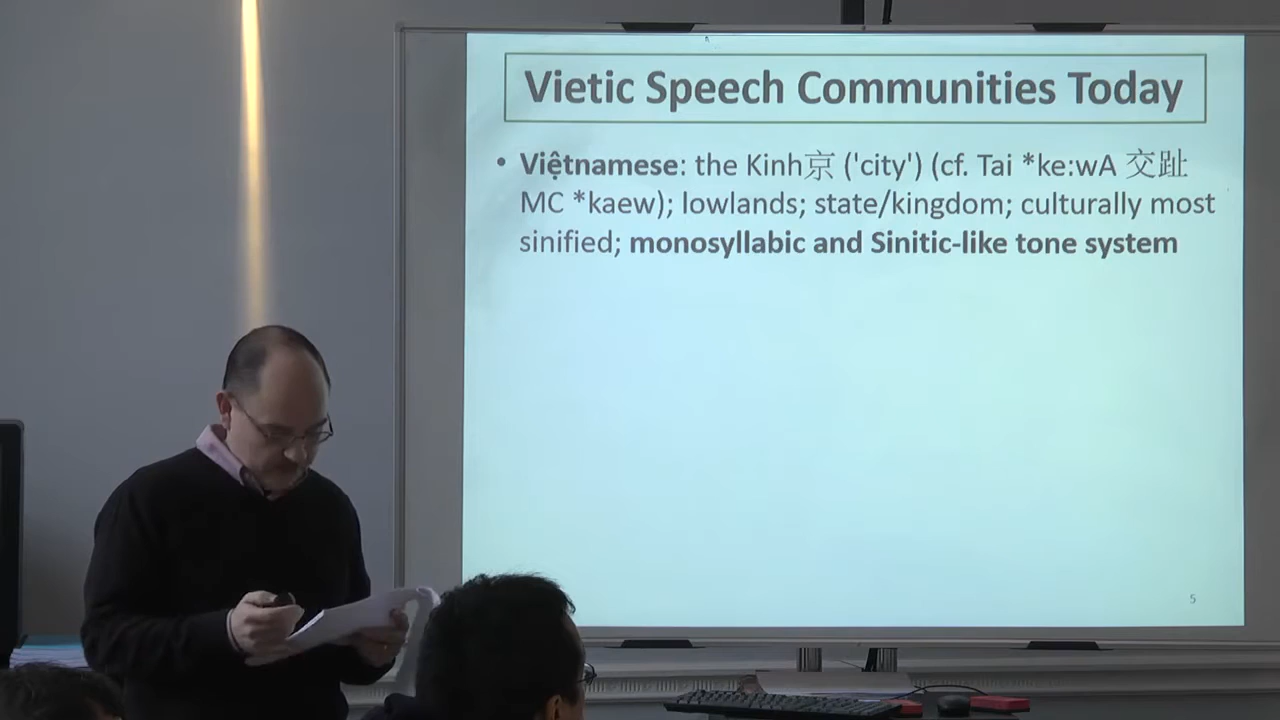 Vietic Speech Communities Today
• Việtnamese: the Kinh京 ('city') (cf. Tai *ke:wA 交趾
MC *kaew); lowlands; state/kingdom; culturally most
sinified; monosyllabic and Sinitic-like tone system
5